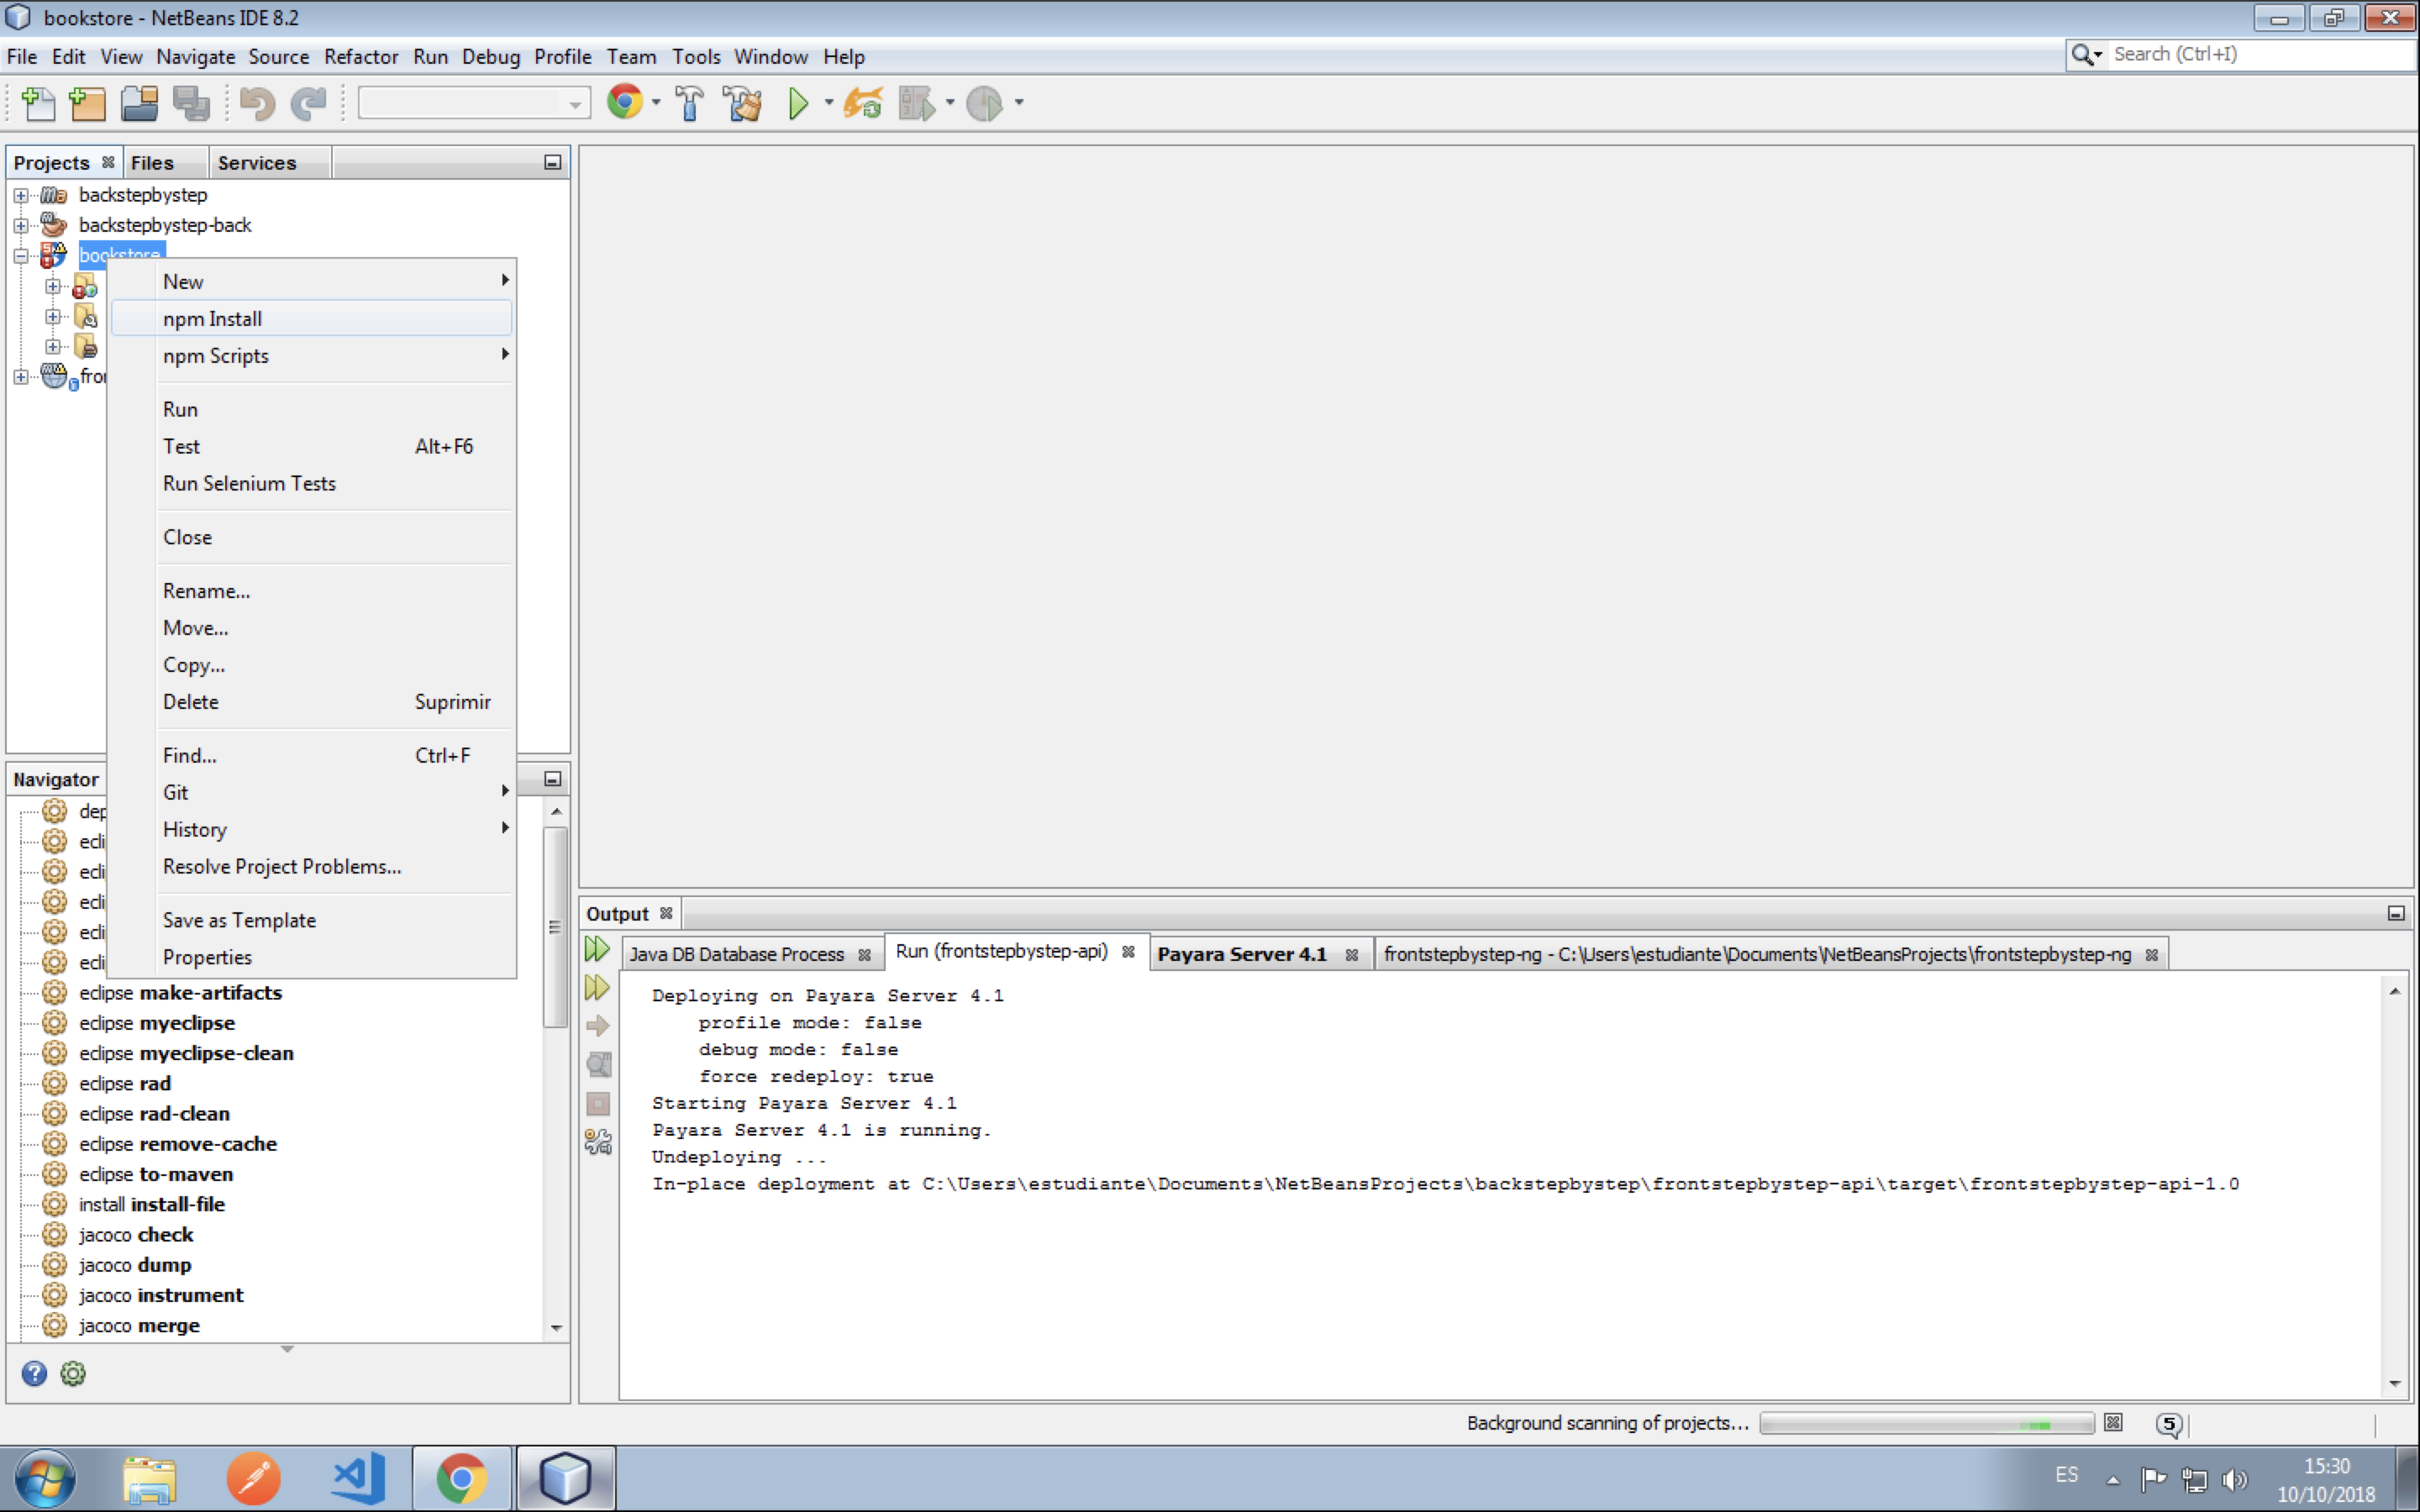 bookstore - NetBeans IDE 8.2
File Edit View Navigate Source Refactor Run Debug Profile Team Tools Window Help
Search (Ctrl+I)
Projects Files Services
backstepbystep
backstepbystep-back
bookstore
New
npm Install
npm Scripts
fro
Run
Test Alt+F6
Run Selenium Tests
Close
Rename...
Move...
Copy...
Delete Suprimir
Find... Ctrl+F
Git
History
Resolve Project Problems...
Save as Template
Properties
Navigator
dep
ecli
ecli
ecli
ecli
ecli
eclipse make-artifacts
eclipse myeclipse
eclipse myeclipse-clean
eclipse rad
eclipse rad-clean
eclipse remove-cache
eclipse to-maven
install install-file
jacoco check
jacoco dump
jacoco instrument
jacoco merge
Output
Java DB Database Process Run (frontstepbystep-api) Payara Server 4.1 frontstepbystep-ng - C:\Users\estudiante\Documents\NetBeansProjects\frontstepbystep-ng
Deploying on Payara Server 4.1
profile mode: false
debug mode: false
force redeploy: true
Starting Payara Server 4.1
Payara Server 4.1 is running.
Undeploying ...
In-place deployment at C:\Users\estudiante\Documents\NetBeansProjects\backstepbystep\frontstepbystep-api\target\frontstepbystep-api-1.0
Background scanning of projects... 5
ES
15:30
10/10/2018